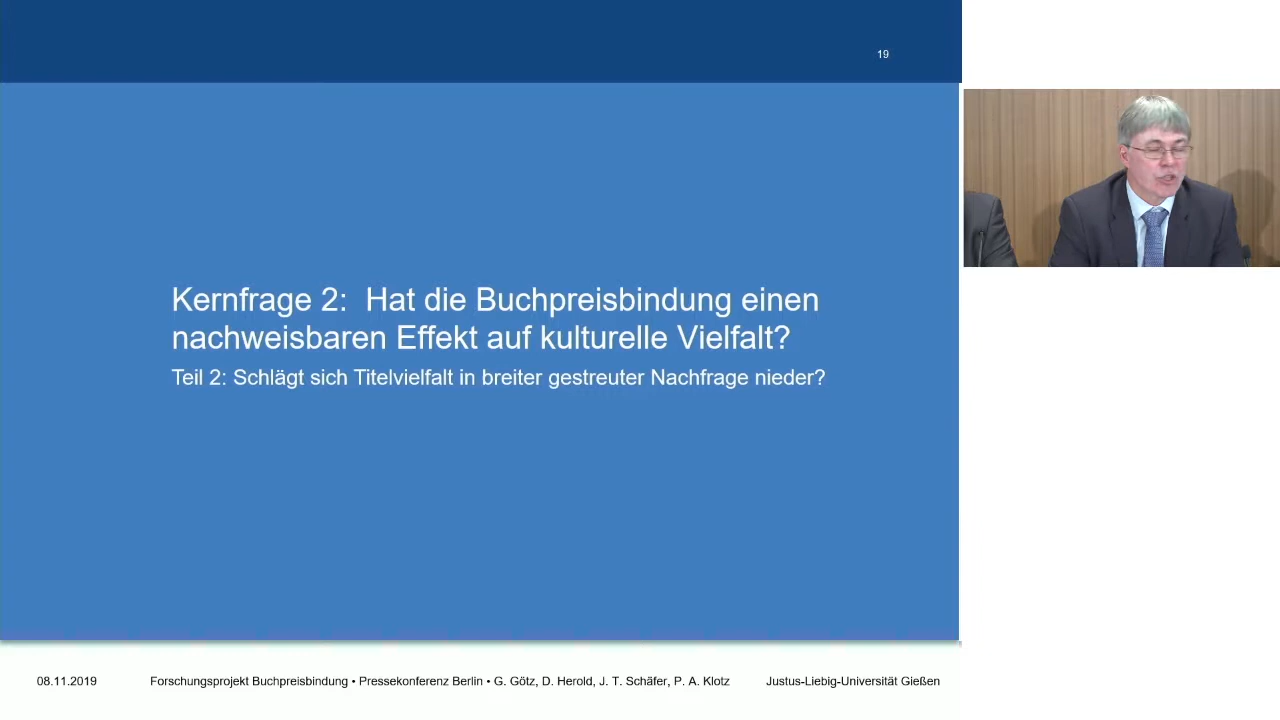 19
Kernfrage 2:  Hat die Buchpreisbindung einen
nachweisbaren Effekt auf kulturelle Vielfalt?
Teil 2: Schlägt sich Titelvielfalt in breiter gestreuter Nachfrage nieder?
08.11.2019
Forschungsprojekt Buchpreisbindung • Pressekonferenz Berlin • G. Götz, D. Herold, J. T. Schäfer, P. A. Klotz
Justus-Liebig-Universität Gießen